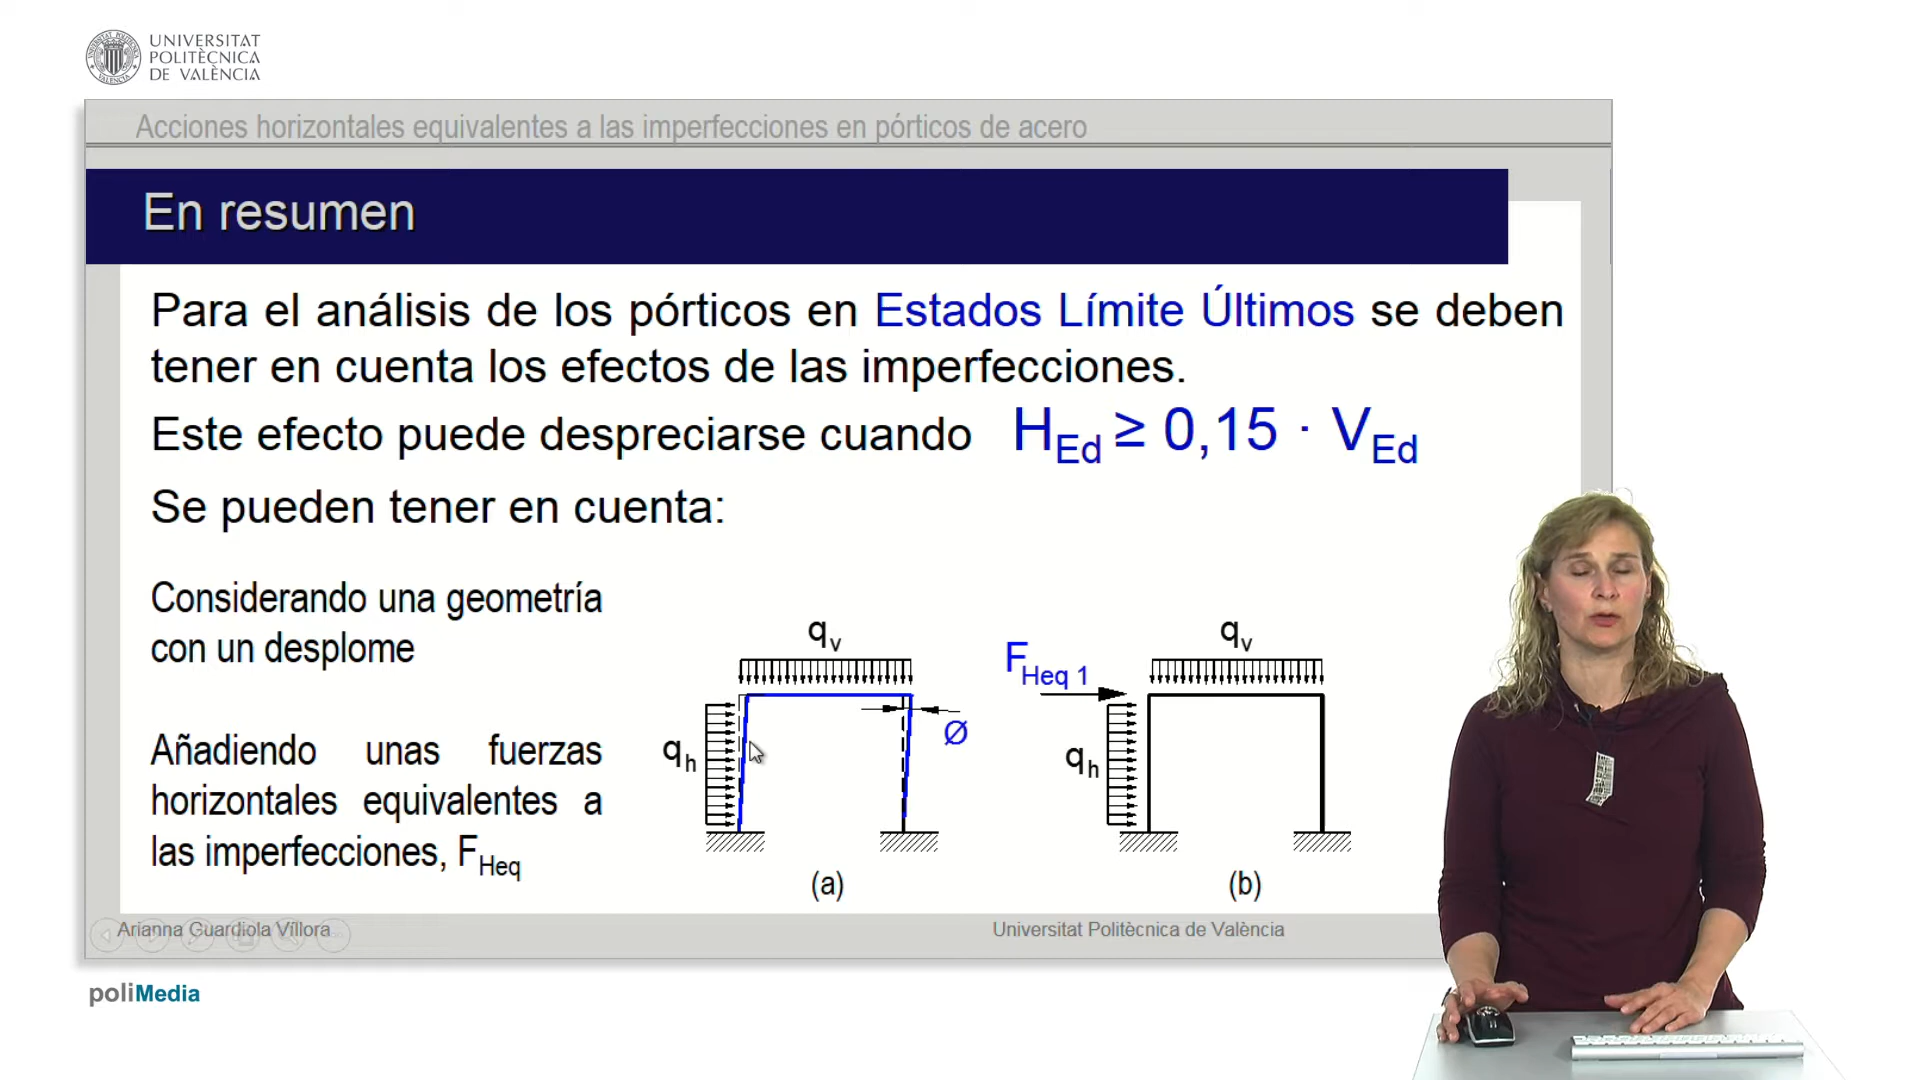 UNIVERSITAT
POLITÈCNICA
DE VALÈNCIA
Acciones horizontales equivalentes a las imperfecciones en pórticos de acero
En resumen
Para el análisis de los pórticos en Estados Límite Últimos se deben
tener en cuenta los efectos de las imperfecciones.
Este efecto puede despreciarse cuando H_Ed ≥ 0,15 · V_Ed
Se pueden tener en cuenta:
Considerando una geometría
con un desplome
Añadiendo unas fuerzas
horizontales equivalentes a
las imperfecciones, F_Heq
q_v
q_h
Ø
(a)
F_Heq 1
q_v
q_h
(b)
Arianna Guardiola Víllora
Universitat Politècnica de València
poliMedia